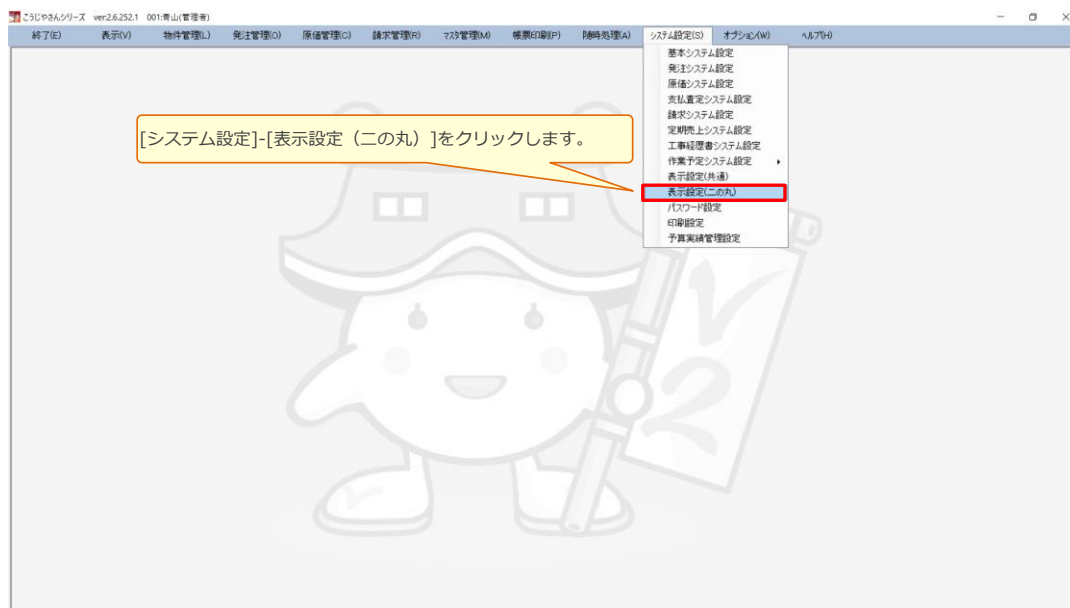 こうじやさんシリーズ ver.2.6.252.1 001:青山(管理者)
終了(E) 表示(V) 物件管理(L) 発注管理(O) 原価管理(C) 請求管理(R) マスタ管理(M) 帳票印刷(P) 随時処理(A) システム設定(S) オプション(W) ヘルプ(H)
基本システム設定
発注システム設定
原価システム設定
支払査定システム設定
請求システム設定
定期売上システム設定
工事経歴書システム設定
作業予定システム設定
表示設定(共通)
表示設定(二の丸)
パスワード設定
印刷設定
予算実績管理設定
[システム設定]-[表示設定（二の丸）]をクリックします。
V2